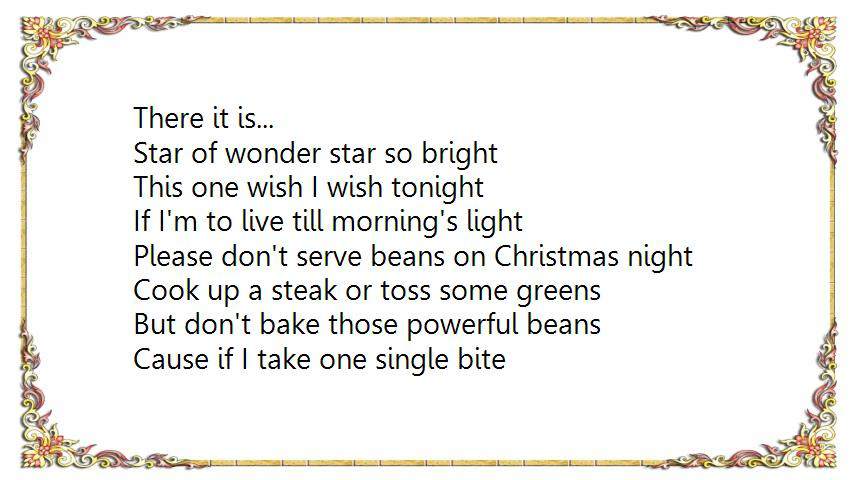 There it is...
Star of wonder star so bright
This one wish I wish tonight
If I'm to live till morning's light
Please don't serve beans on Christmas night
Cook up a steak or toss some greens
But don't bake those powerful beans
Cause if I take one single bite